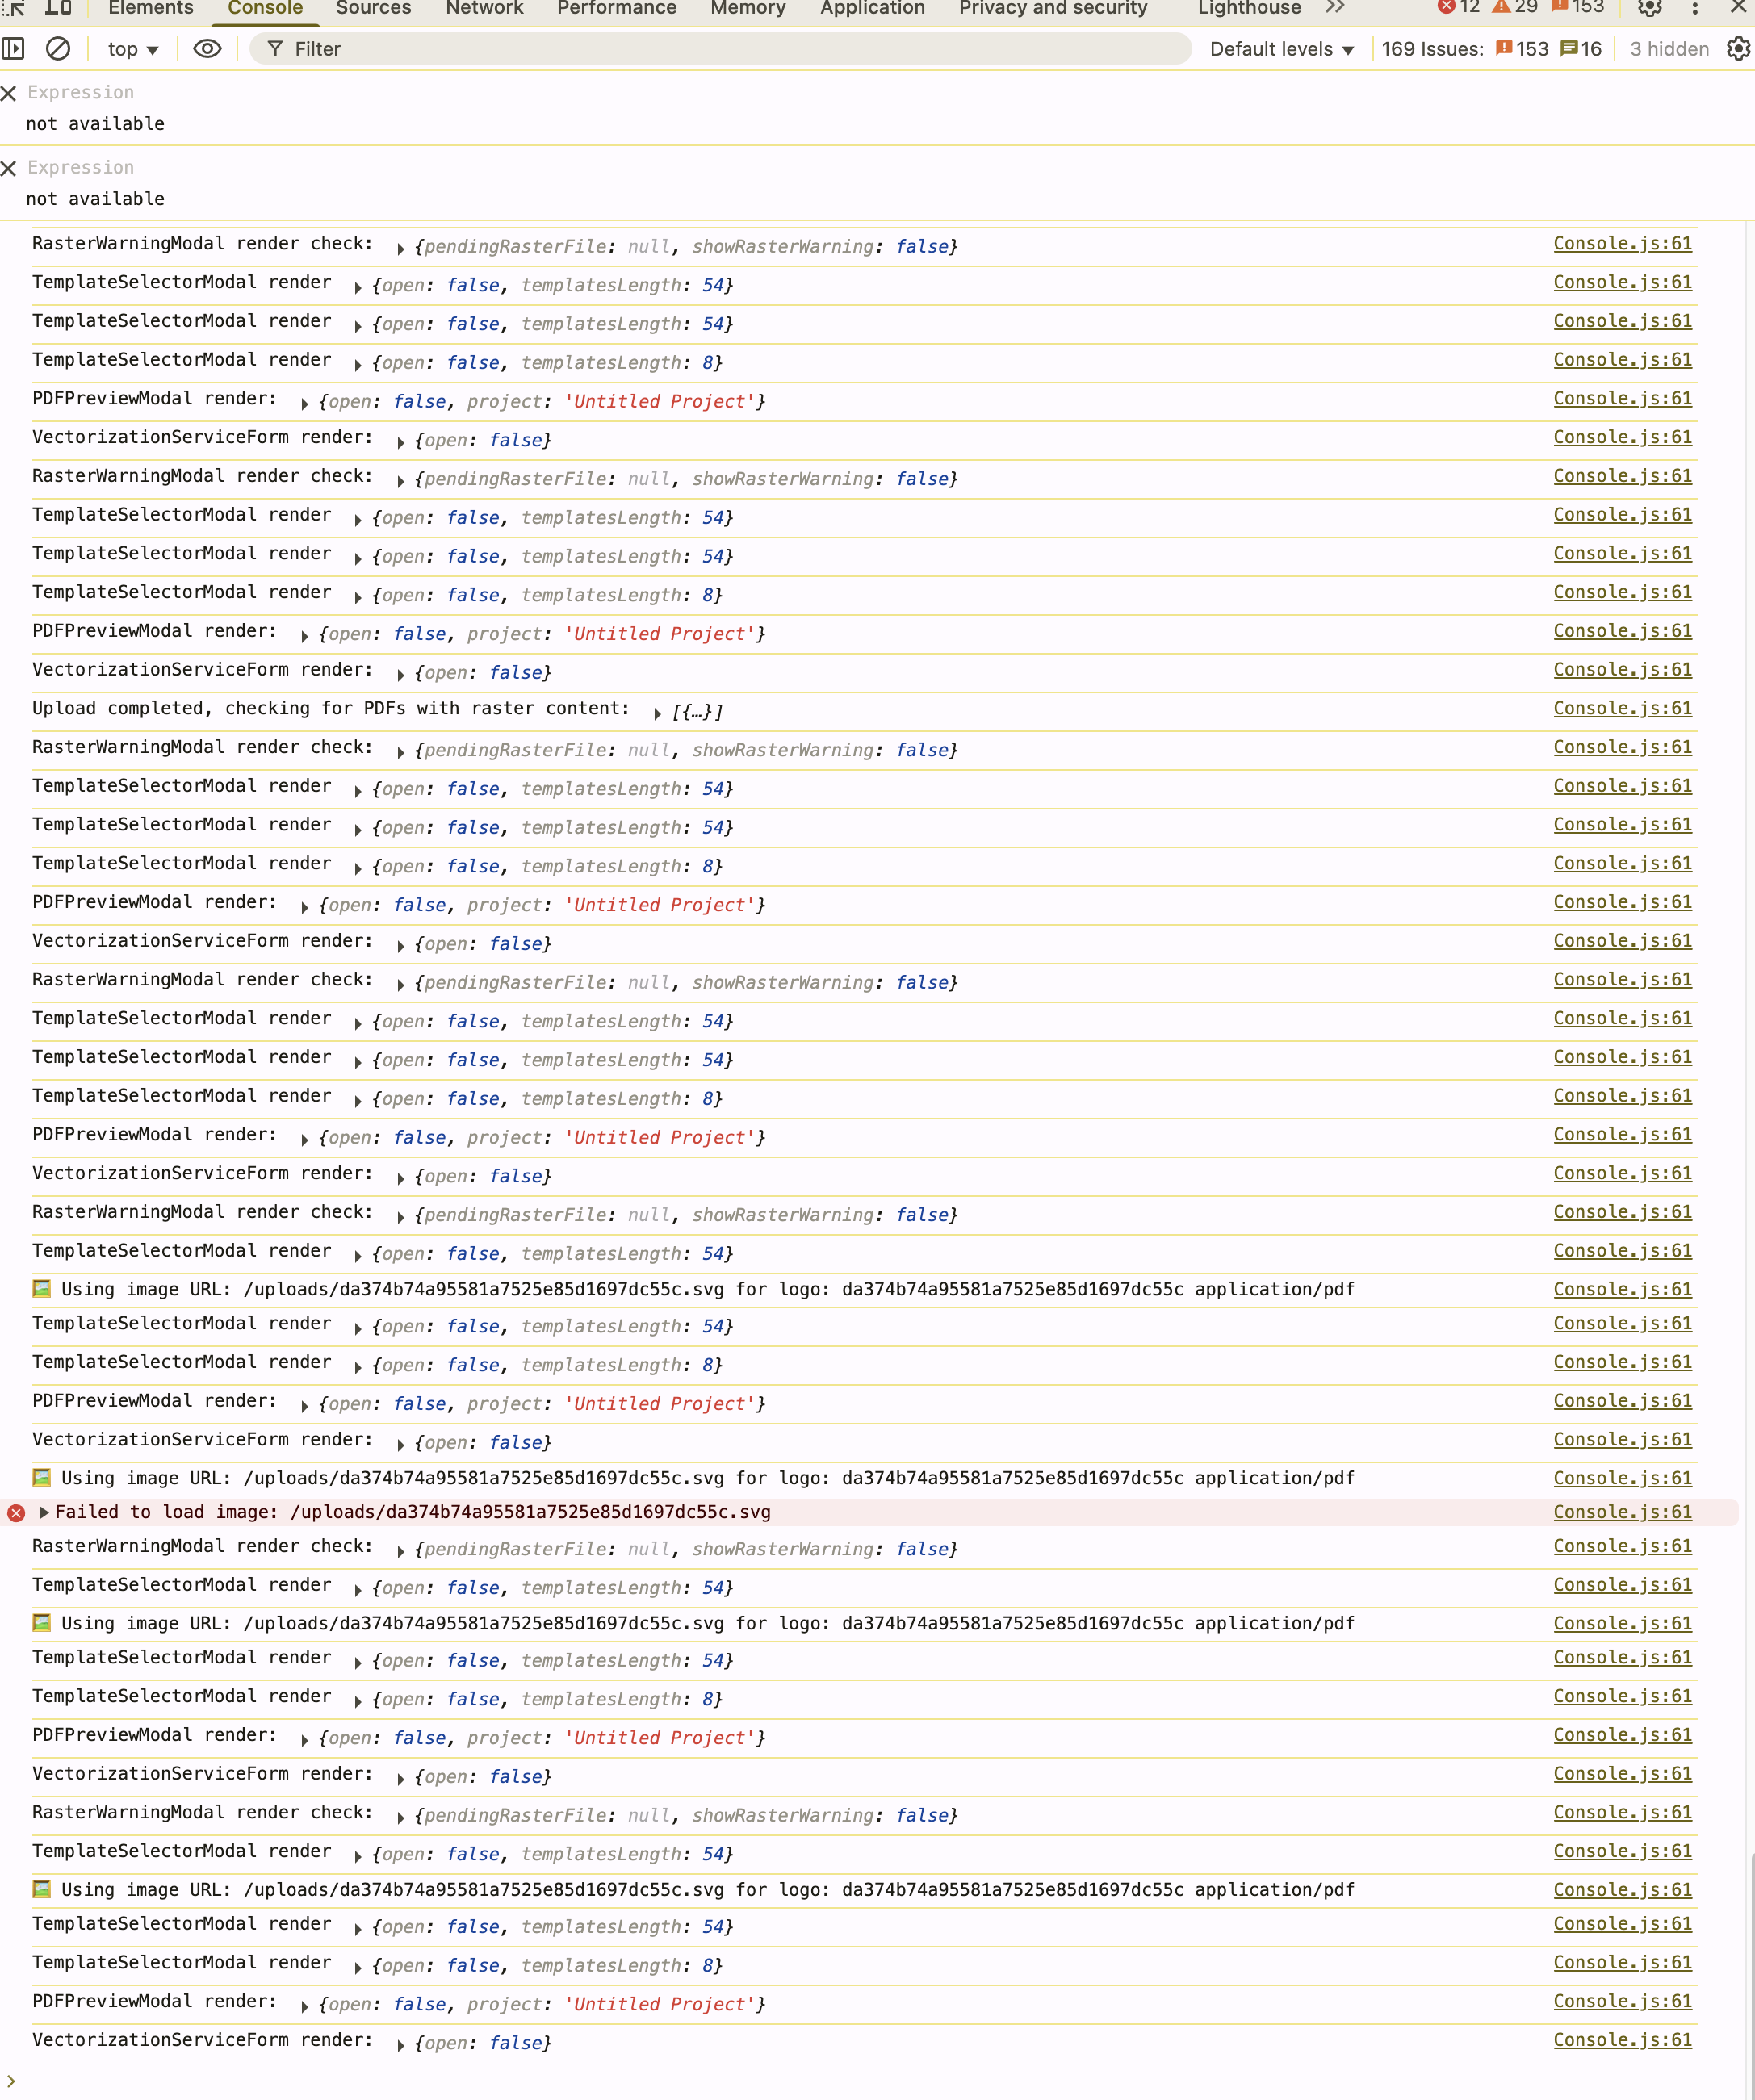 Elements Console Sources Network Performance Memory Application Privacy and security Lighthouse 12 29 153
top Filter Default levels 169 Issues: 153 16 3 hidden
Expression
not available
Expression
not available
RasterWarningModal render check: {pendingRasterFile: null, showRasterWarning: false} Console.js:61
TemplateSelectorModal render {open: false, templatesLength: 54} Console.js:61
TemplateSelectorModal render {open: false, templatesLength: 54} Console.js:61
TemplateSelectorModal render {open: false, templatesLength: 8} Console.js:61
PDFPreviewModal render: {open: false, project: 'Untitled Project'} Console.js:61
VectorizationServiceForm render: {open: false} Console.js:61
RasterWarningModal render check: {pendingRasterFile: null, showRasterWarning: false} Console.js:61
TemplateSelectorModal render {open: false, templatesLength: 54} Console.js:61
TemplateSelectorModal render {open: false, templatesLength: 54} Console.js:61
TemplateSelectorModal render {open: false, templatesLength: 8} Console.js:61
PDFPreviewModal render: {open: false, project: 'Untitled Project'} Console.js:61
VectorizationServiceForm render: {open: false} Console.js:61
Upload completed, checking for PDFs with raster content: [{…}] Console.js:61
RasterWarningModal render check: {pendingRasterFile: null, showRasterWarning: false} Console.js:61
TemplateSelectorModal render {open: false, templatesLength: 54} Console.js:61
TemplateSelectorModal render {open: false, templatesLength: 54} Console.js:61
TemplateSelectorModal render {open: false, templatesLength: 8} Console.js:61
PDFPreviewModal render: {open: false, project: 'Untitled Project'} Console.js:61
VectorizationServiceForm render: {open: false} Console.js:61
RasterWarningModal render check: {pendingRasterFile: null, showRasterWarning: false} Console.js:61
TemplateSelectorModal render {open: false, templatesLength: 54} Console.js:61
TemplateSelectorModal render {open: false, templatesLength: 54} Console.js:61
TemplateSelectorModal render {open: false, templatesLength: 8} Console.js:61
PDFPreviewModal render: {open: false, project: 'Untitled Project'} Console.js:61
VectorizationServiceForm render: {open: false} Console.js:61
RasterWarningModal render check: {pendingRasterFile: null, showRasterWarning: false} Console.js:61
TemplateSelectorModal render {open: false, templatesLength: 54} Console.js:61
🖼️ Using image URL: /uploads/da374b74a95581a7525e85d1697dc55c.svg for logo: da374b74a95581a7525e85d1697dc55c application/pdf Console.js:61
TemplateSelectorModal render {open: false, templatesLength: 54} Console.js:61
TemplateSelectorModal render {open: false, templatesLength: 8} Console.js:61
PDFPreviewModal render: {open: false, project: 'Untitled Project'} Console.js:61
VectorizationServiceForm render: {open: false} Console.js:61
🖼️ Using image URL: /uploads/da374b74a95581a7525e85d1697dc55c.svg for logo: da374b74a95581a7525e85d1697dc55c application/pdf Console.js:61
Failed to load image: /uploads/da374b74a95581a7525e85d1697dc55c.svg Console.js:61
RasterWarningModal render check: {pendingRasterFile: null, showRasterWarning: false} Console.js:61
TemplateSelectorModal render {open: false, templatesLength: 54} Console.js:61
🖼️ Using image URL: /uploads/da374b74a95581a7525e85d1697dc55c.svg for logo: da374b74a95581a7525e85d1697dc55c application/pdf Console.js:61
TemplateSelectorModal render {open: false, templatesLength: 54} Console.js:61
TemplateSelectorModal render {open: false, templatesLength: 8} Console.js:61
PDFPreviewModal render: {open: false, project: 'Untitled Project'} Console.js:61
VectorizationServiceForm render: {open: false} Console.js:61
RasterWarningModal render check: {pendingRasterFile: null, showRasterWarning: false} Console.js:61
TemplateSelectorModal render {open: false, templatesLength: 54} Console.js:61
🖼️ Using image URL: /uploads/da374b74a95581a7525e85d1697dc55c.svg for logo: da374b74a95581a7525e85d1697dc55c application/pdf Console.js:61
TemplateSelectorModal render {open: false, templatesLength: 54} Console.js:61
TemplateSelectorModal render {open: false, templatesLength: 8} Console.js:61
PDFPreviewModal render: {open: false, project: 'Untitled Project'} Console.js:61
VectorizationServiceForm render: {open: false} Console.js:61